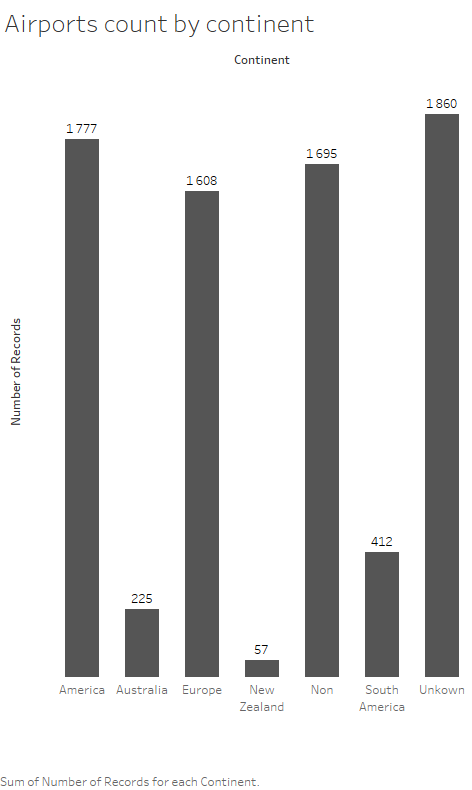 Airports count by continent
Continent
1 860
1 777
1 695
1 608
Number of Records
412
225
57
America Australia Europe New Zealand Non South America Unkown
Sum of Number of Records for each Continent.